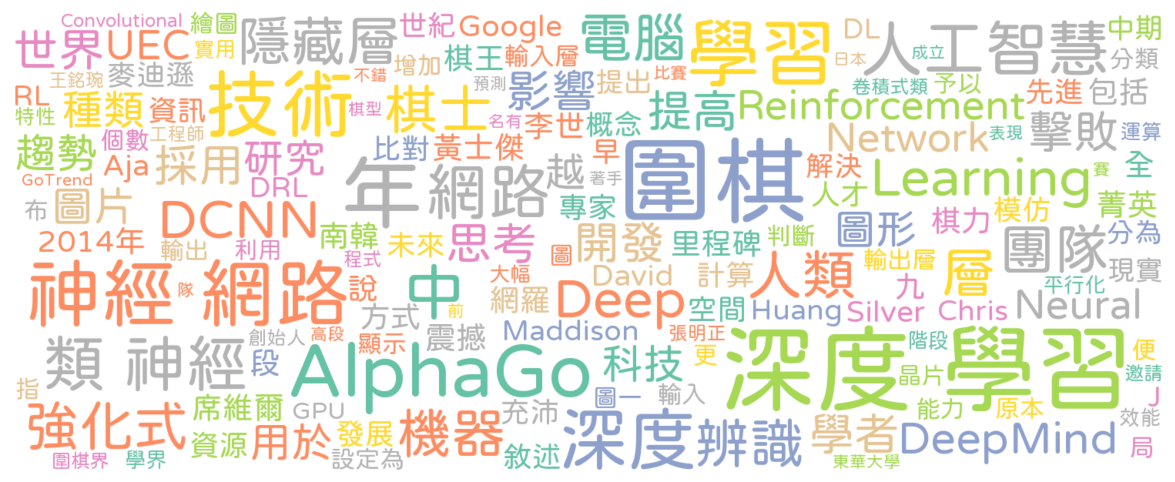 Convolutional 繪圖 世紀 Google 電腦 學習 DL 人工智慧 中期
世界 UEC 實用 隱藏層 棋王 輸入層 影響 日本 成立 分類
王銘琬 麥迪遜 不錯 增加 預測 提出 比賽 卷積式類 予以 先進 包括
RL 特性 種類 資訊 技術 棋型 棋士 名有 李世 概念 提高 Reinforcement 表現 運算
趨勢 個數 工程師 採用 研究 比對 黃士傑 早 Network 擊敗
GoTrend Aja DRL 年 網路 越 著手 圍棋 解決 人才 Learning 賽 全
布 圖片 DCNN 專家 模仿 菁英
2014年 輸出 利用 南韓 程式 未來 思考 圖 開發 里程碑 判斷 圖形 棋力 團隊 分為
神經 網路 隊 說 中 大幅 網羅 David 計算 人類 輸出層 層 現實
方式 前 Deep 空間 Huang 九 Silver Chris Neural 平行化
類 神經 創始人 高段 段 顯示 震撼 Maddison 張明正 深度 學習 階段 便
指 AlphaGo 科技 更 晶片 邀請
強化式 席維爾 GPU 機器 充沛 圖一 輸入 能力 原本 J 效能
資源 用於 發展 敘述 深度 辨識 學者 DeepMind 局
圍棋界 學界 設定為 東華大學